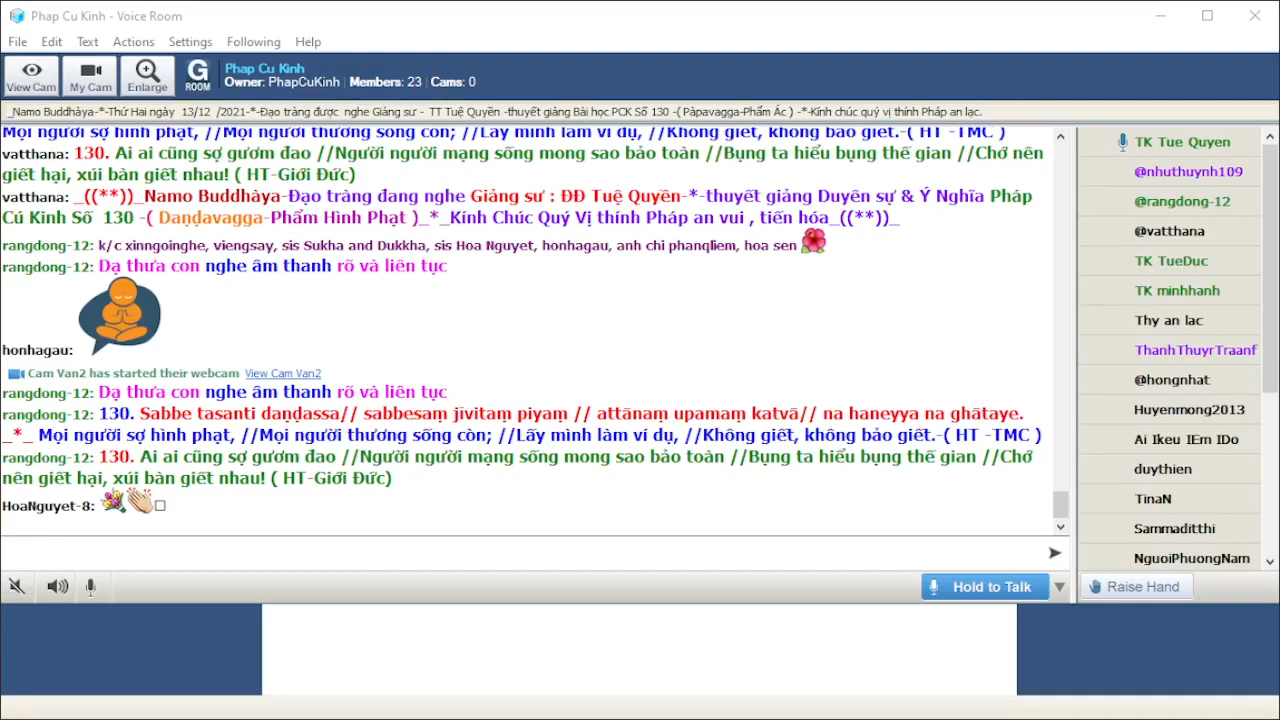 Phap Cu Kinh - Voice Room
File Edit Text Actions Settings Following Help
View Cam My Cam Enlarge G ROOM
Phap Cu Kinh
Owner: PhapCuKinh Members: 23 Cams: 0
_Namo Buddhàya-*-Thứ Hai ngày 13/12 /2021-*-Đạo tràng được nghe Giảng sư - TT Tuệ Quyền -thuyết giảng Bài học PCK Số 130 -( Pàpavagga-Phẩm Ác ) -*-Kính chúc quý vị thính Pháp an lạc.
Mọi người sợ hình phạt, //Mọi người thương sống còn; //Lấy mình làm ví dụ, //Không giết, không bảo giết.-( HT -TMC )
vatthana: 130. Ai ai cũng sợ gươm đao //Người người mạng sống mong sao bảo toàn //Bụng ta hiểu bụng thế gian //Chớ nên
giết hại, xúi bàn giết nhau! ( HT-Giới Đức)
vatthana: _((**))_Namo Buddhàya-Đạo tràng đang nghe Giảng sư : ĐĐ Tuệ Quyền-*-thuyết giảng Duyên sự & Ý Nghĩa Pháp
Cú Kinh Số 130 -( Daṇḍavagga-Phẩm Hình Phạt )_*_Kính Chúc Quý Vị thính Pháp an vui , tiến hóa_((**))_
rangdong-12: k/c xinngoinghe, viengsay, sis Sukha and Dukkha, sis Hoa Nguyet, honhagau, anh chi phanqliem, hoa sen
rangdong-12: Dạ thưa con nghe âm thanh rõ và liên tục
honhagau:
Cam Van2 has started their webcam View Cam Van2
rangdong-12: Dạ thưa con nghe âm thanh rõ và liên tục
rangdong-12: 130. Sabbe tasanti daṇḍassa// sabbesaṃ jīvitaṃ piyaṃ // attānaṃ upamaṃ katvā// na haneyya na ghātaye.
_*_ Mọi người sợ hình phạt, //Mọi người thương sống còn; //Lấy mình làm ví dụ, //Không giết, không bảo giết.-( HT -TMC )
rangdong-12: 130. Ai ai cũng sợ gươm đao //Người người mạng sống mong sao bảo toàn //Bụng ta hiểu bụng thế gian //Chớ
nên giết hại, xúi bàn giết nhau! ( HT-Giới Đức)
HoaNguyet-8:
TK Tue Quyen
@nhuthuynh109
@rangdong-12
@vatthana
TK TueDuc
TK minhhanh
Thy an lac
ThanhThuyrTraanf
@hongnhat
Huyenmong2013
Ai Ikeu IEm IDo
duythien
TinaN
Sammaditthi
NguoiPhuongNam
Hold to Talk
Raise Hand